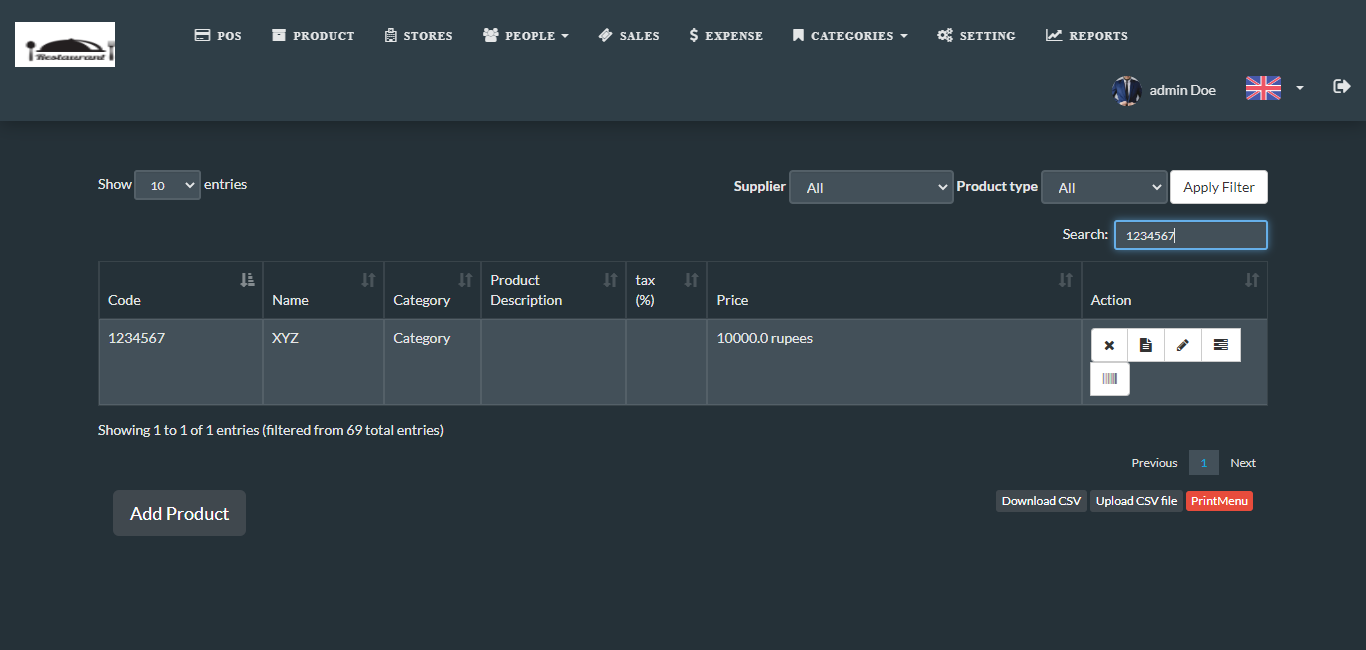 Restaurant
POS PRODUCT STORES PEOPLE SALES EXPENSE CATEGORIES SETTING REPORTS
admin Doe
Show 10 entries
Supplier All Product type All Apply Filter
Search: 1234567
Code Name Category Product Description tax (%) Price Action
1234567 XYZ Category 10000.0 rupees
Showing 1 to 1 of 1 entries (filtered from 69 total entries)
Previous 1 Next
Add Product
Download CSV Upload CSV file PrintMenu